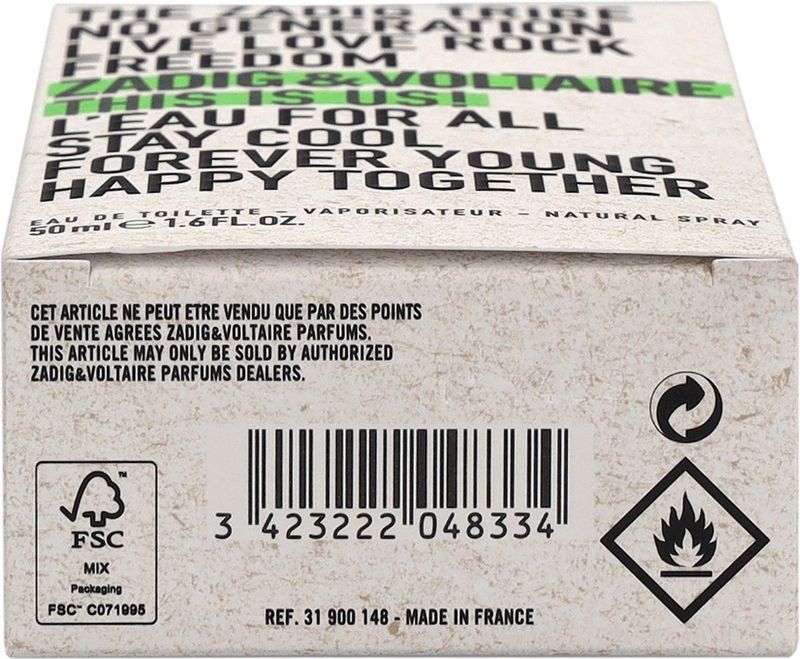 THE ZADIG TRIBE
NO GENERATION
LIVE LOVE ROCK
FREEDOM
ZADIG&VOLTAIRE
THIS IS US!
L'EAU FOR ALL
STAY COOL
FOREVER YOUNG
HAPPY TOGETHER
EAU DE TOILETTE - VAPORISATEUR - NATURAL SPRAY
50 ml ℮ 1.6 FL.OZ.
CET ARTICLE NE PEUT ETRE VENDU QUE PAR DES POINTS
DE VENTE AGREES ZADIG&VOLTAIRE PARFUMS.
THIS ARTICLE MAY ONLY BE SOLD BY AUTHORIZED
ZADIG&VOLTAIRE PARFUMS DEALERS.
3 423222 048334
™
FSC
MIX
Packaging
FSC™ C071995
REF. 31 900 148 - MADE IN FRANCE